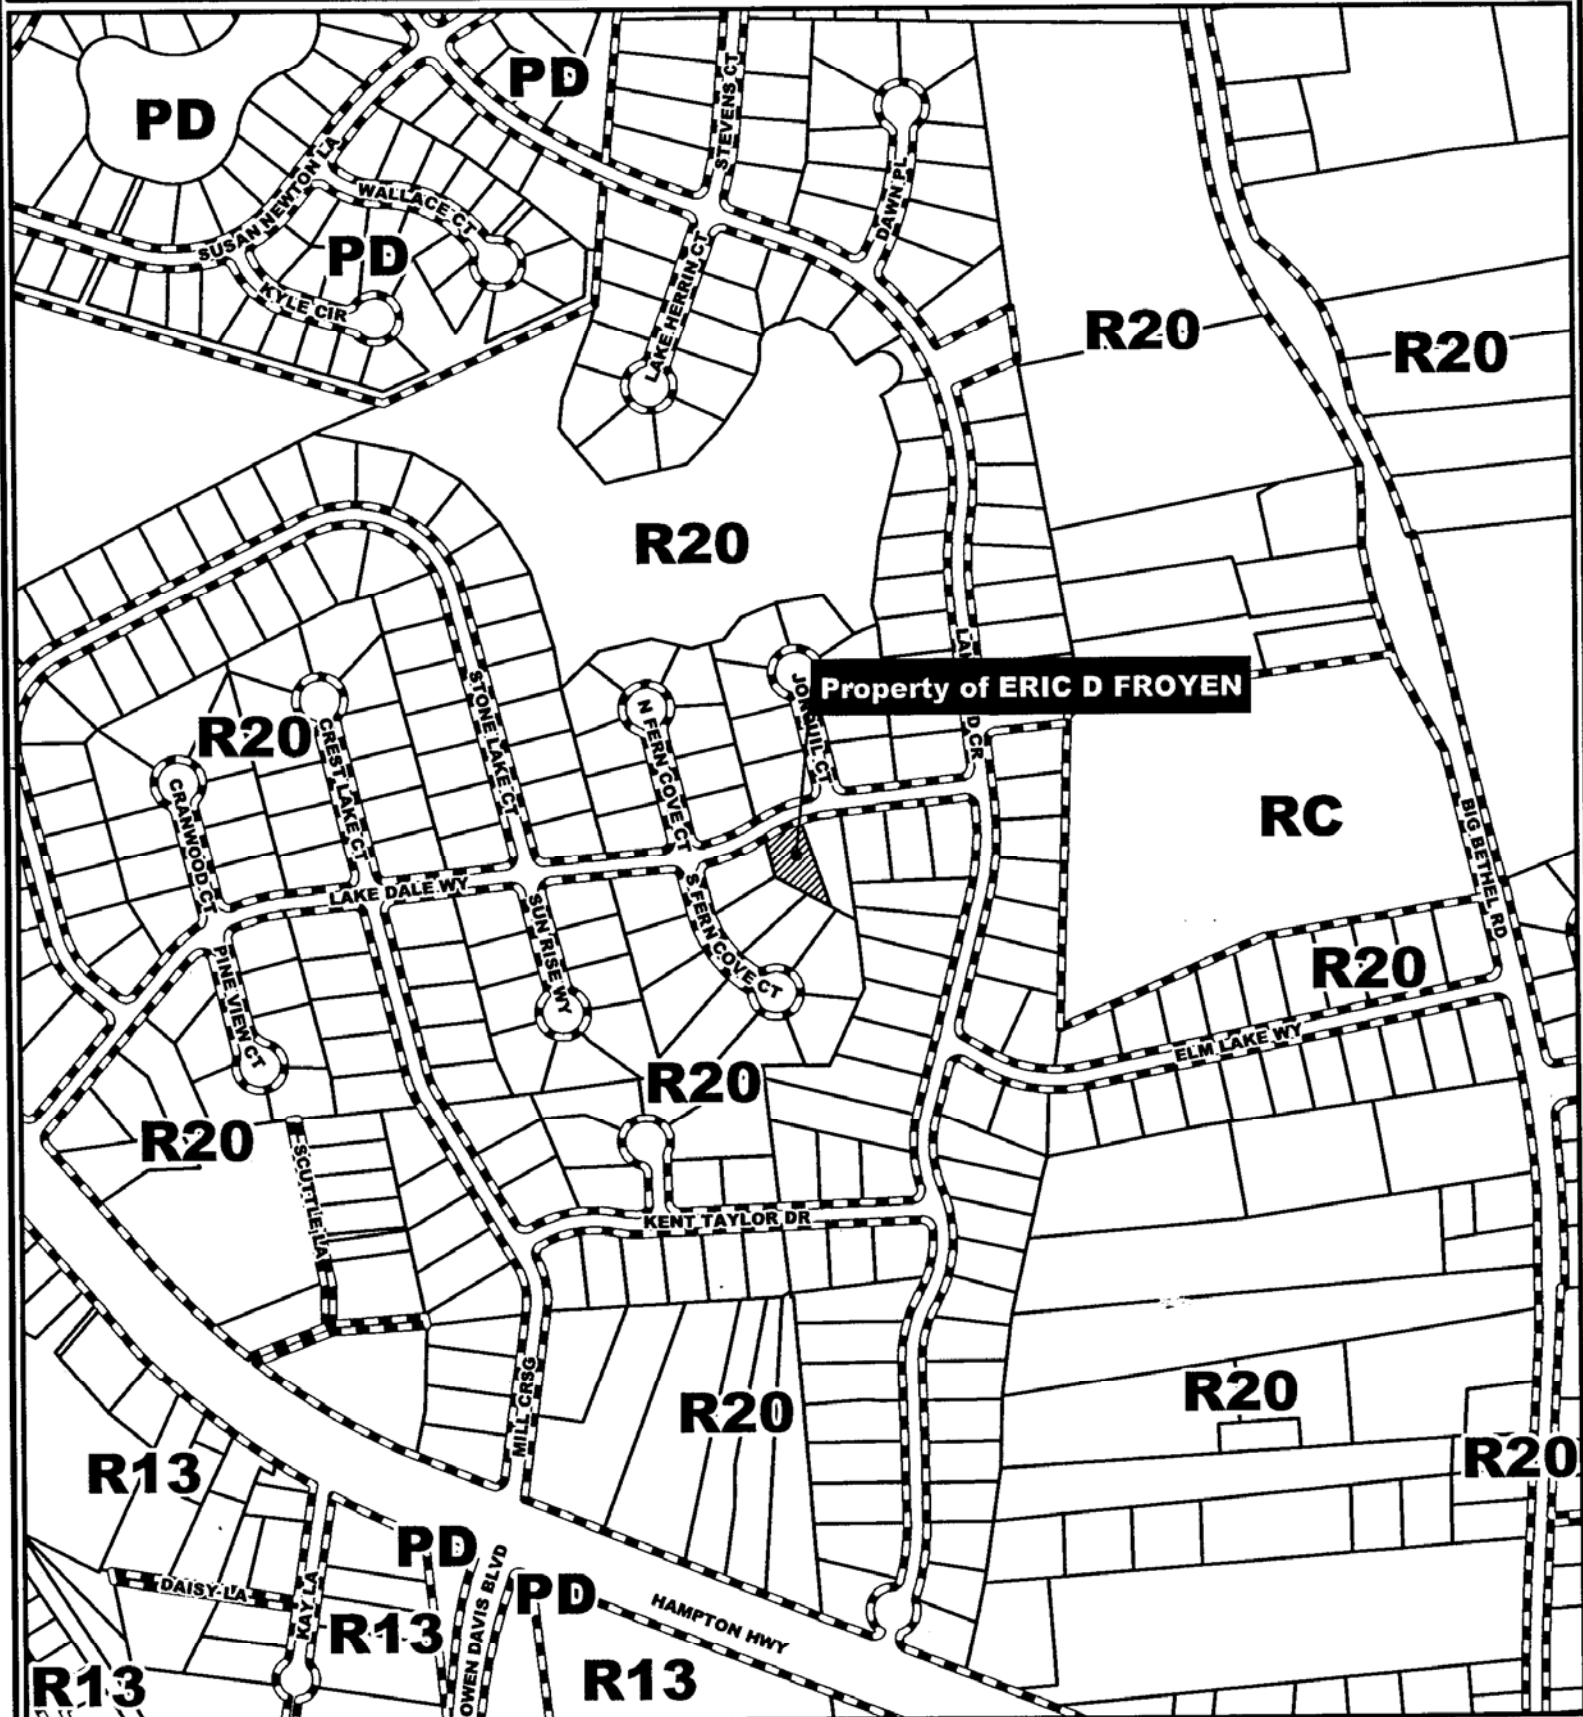 PD
PD
STEVENS CT
DAWN PL
SUSAN NEWTON LA
WALLACE CT
PD
KYLE CIR
LAKE HERRIN CT
R20
R20
R20
Property of ERIC D FROYEN
R20
CRANWOOD CT
CREST LAKE CT
STONE LAKE CT
N FERN COVE CT
JONQUIL CT
D CR
RC
BIG BETHEL RD
LAKE DALE WY
SUN RISE WY
S FERN COVE CT
PINE VIEW CT
R20
ELM LAKE WY
R20
R20
SCUTTLE LA
KENT TAYLOR DR
MILL CRSG
R20
R20
R20
R13
PD
DAISY LA
KAY LA
R13
OWEN DAVIS BLVD
PD
HAMPTON HWY
R13
R13